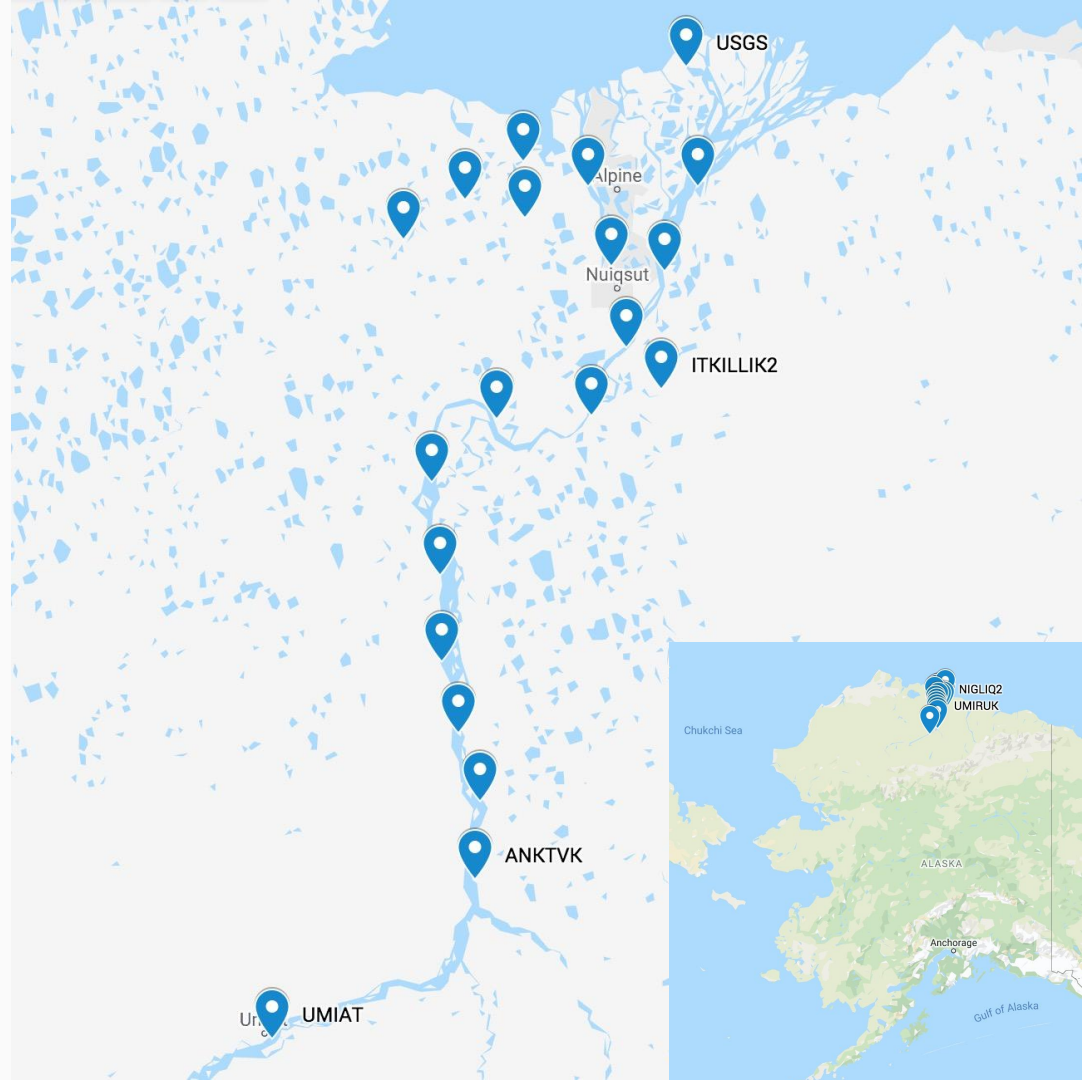 USGS
Alpine
Nuiqsut
ITKILLIK2
ANKTVK
UMIAT
NIGLIQ2
UMIRUK
Chukchi Sea
ALASKA
Anchorage
Gulf of Alaska